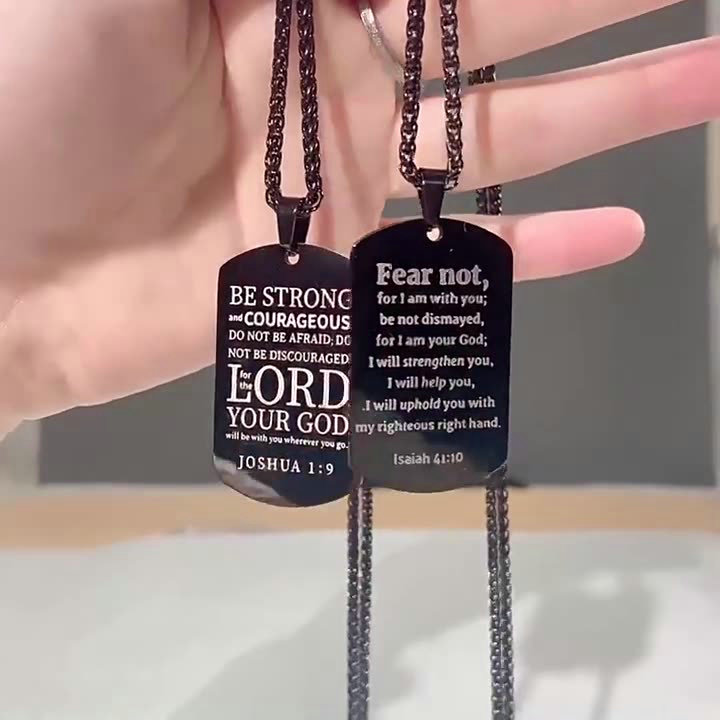 BE STRONG
and COURAGEOUS
DO NOT BE AFRAID; DO
NOT BE DISCOURAGED
for the LORD
YOUR GOD
will be with you wherever you go.
JOSHUA 1:9
Fear not,
for I am with you;
be not dismayed,
for I am your God;
I will strengthen you,
I will help you,
.I will uphold you with
my righteous right hand.
Isaiah 41:10